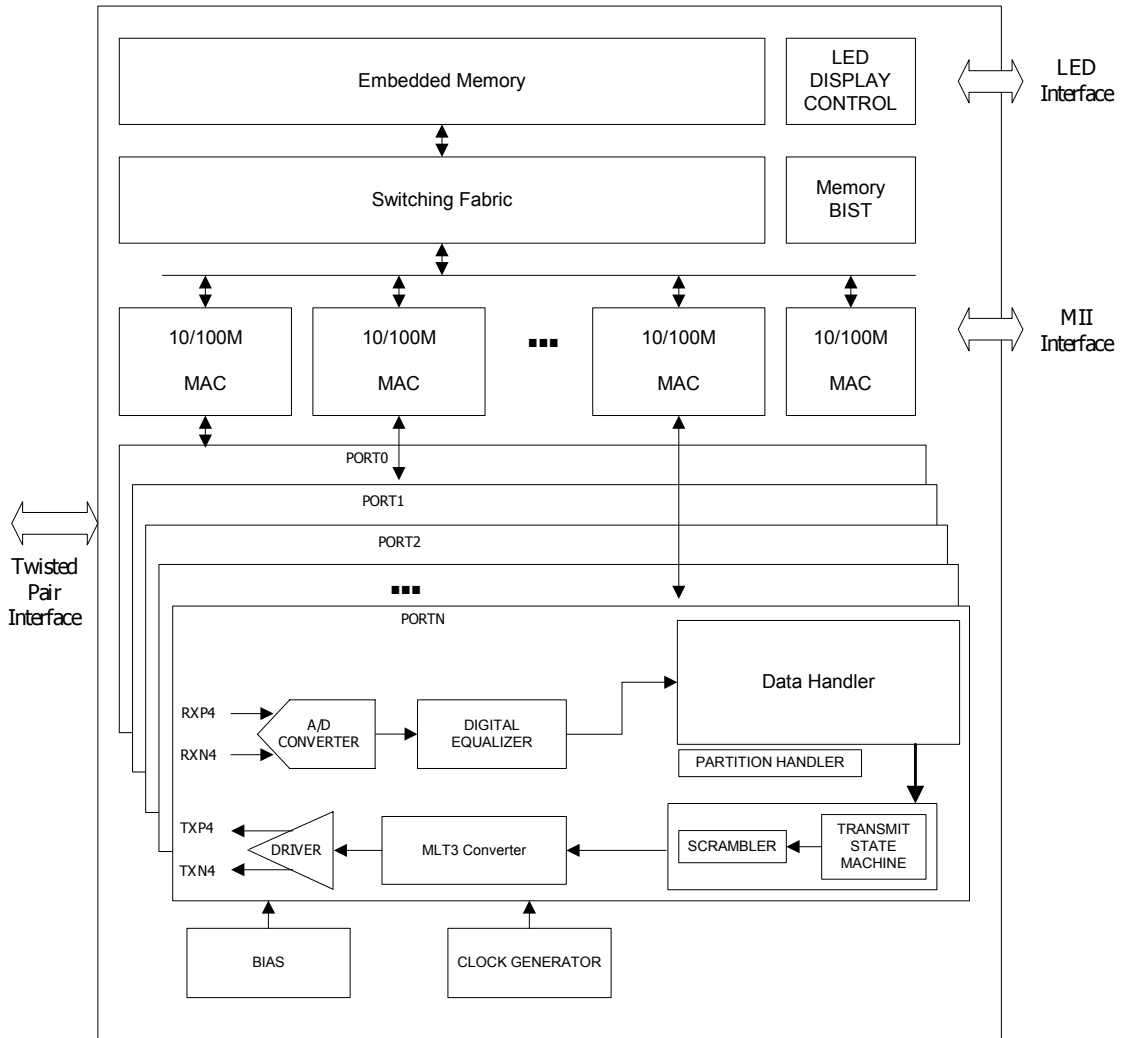 Embedded Memory
LED
DISPLAY
CONTROL
LED
Interface
Switching Fabric
Memory
BIST
10/100M
MAC
10/100M
MAC
10/100M
MAC
10/100M
MAC
MII
Interface
PORT0
PORT1
PORT2
PORTN
Twisted
Pair
Interface
RXP4
RXN4
A/D
CONVERTER
DIGITAL
EQUALIZER
Data Handler
PARTITION HANDLER
TXP4
TXN4
DRIVER
MLT3 Converter
SCRAMBLER
TRANSMIT
STATE
MACHINE
BIAS
CLOCK GENERATOR